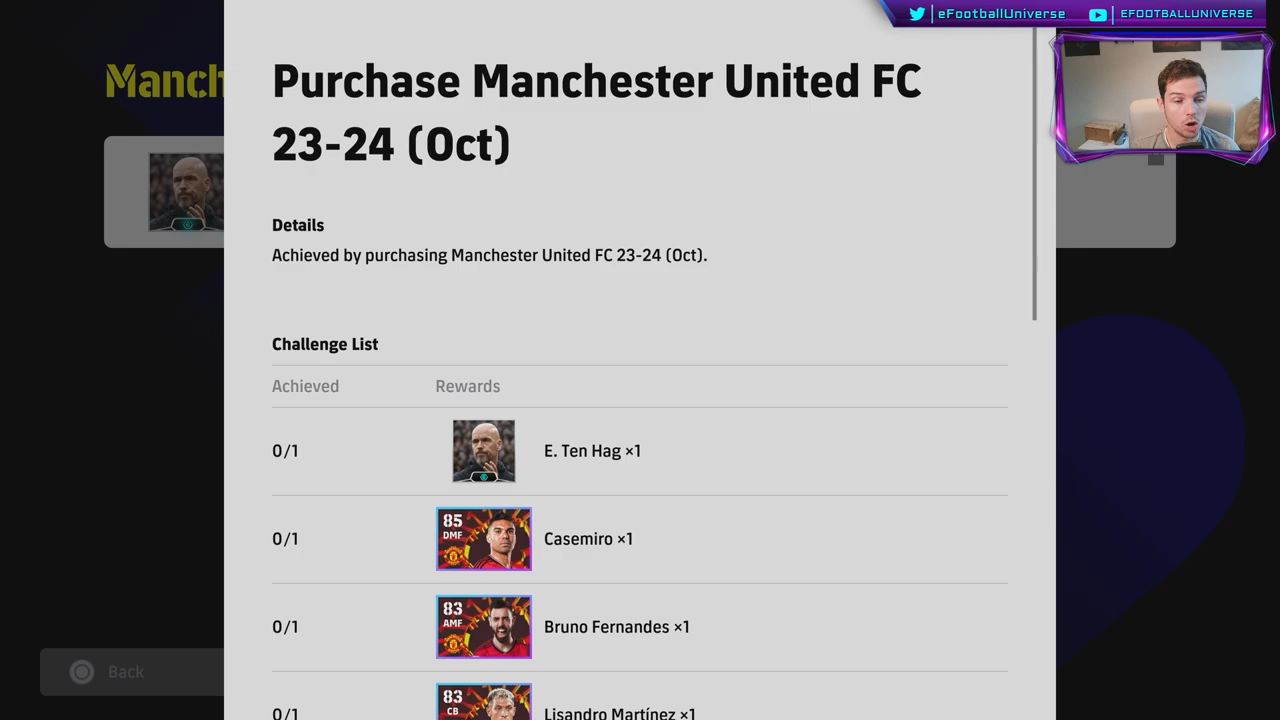 eFootballUniverse
EFOOTBALLUNIVERSE
Manch
Purchase Manchester United FC
23-24 (Oct)
Details
Achieved by purchasing Manchester United FC 23-24 (Oct).
Challenge List
Achieved Rewards
0/1 E. Ten Hag ×1
85
DMF
0/1 Casemiro ×1
83
AMF
0/1 Bruno Fernandes ×1
83
CB
0/1 Lisandro Martínez ×1
Back